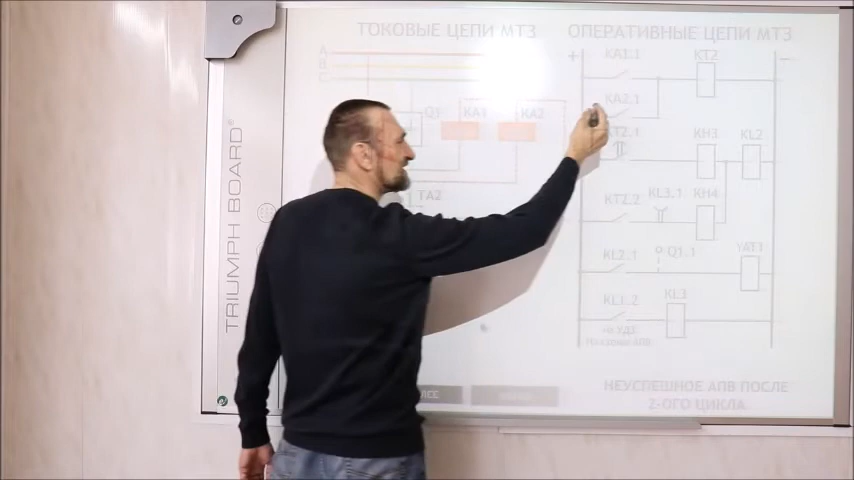 ТОКОВЫЕ ЦЕПИ МТЗ
ОПЕРАТИВНЫЕ ЦЕПИ МТЗ
A
B
C
Q1
KA1
KA2
TA2
+
KA1.1
KT2
KA2.1
KT2.1
KH3
KL2
KT2.2
KL3.1
KH4
KL2.1
Q1.1
YAT3
KL1.2
KL3
НЕУСПЕШНОЕ АПВ ПОСЛЕ
2-ОГО ЦИКЛА
TRIUMPH BOARD